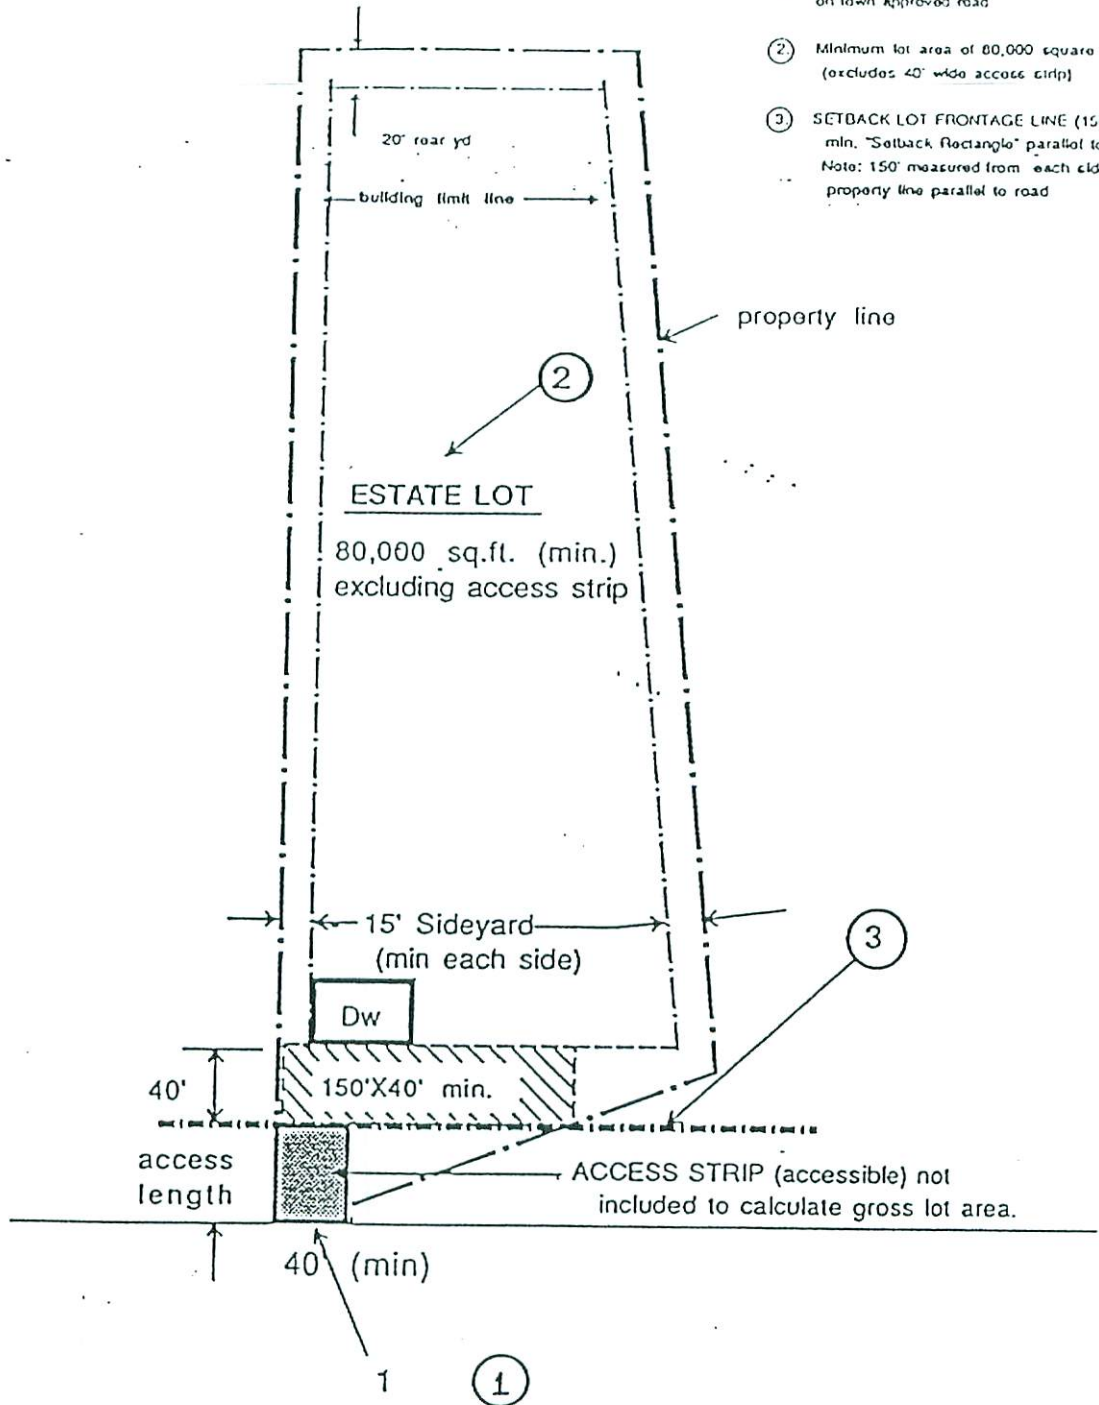 on town approved road
2. Minimum lot area of 80,000 square
(excludes 40' wide access strip)
3. SETBACK LOT FRONTAGE LINE (15
min. "Setback Rectangle" parallel to
Note: 150' measured from each sid
property line parallel to road
20' rear yd
building limit line
property line
2
ESTATE LOT
80,000 sq.ft. (min.)
excluding access strip
15' Sideyard
(min each side)
3
Dw
40'
150'X40' min.
access
length
ACCESS STRIP (accessible) not
included to calculate gross lot area.
40' (min)
1
1